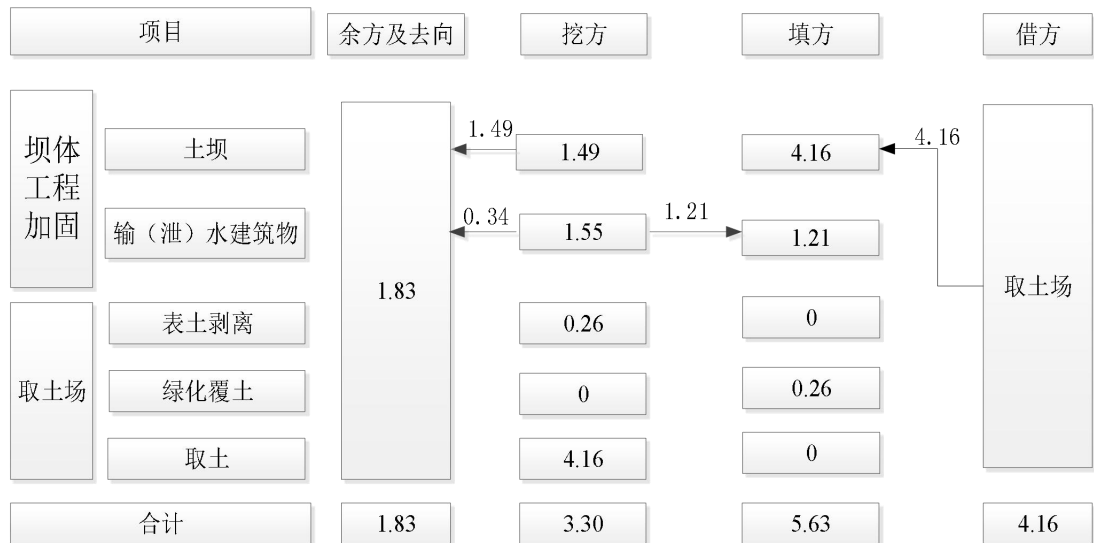 项目
余方及去向
挖方
填方
借方
坝体
工程
加固
土坝
1.49
1.49
4.16
4.16
输（泄）水建筑物
0.34
1.55
1.21
1.21
1.83
取土场
取土场
表土剥离
0.26
0
绿化覆土
0
0.26
取土
4.16
0
合计
1.83
3.30
5.63
4.16